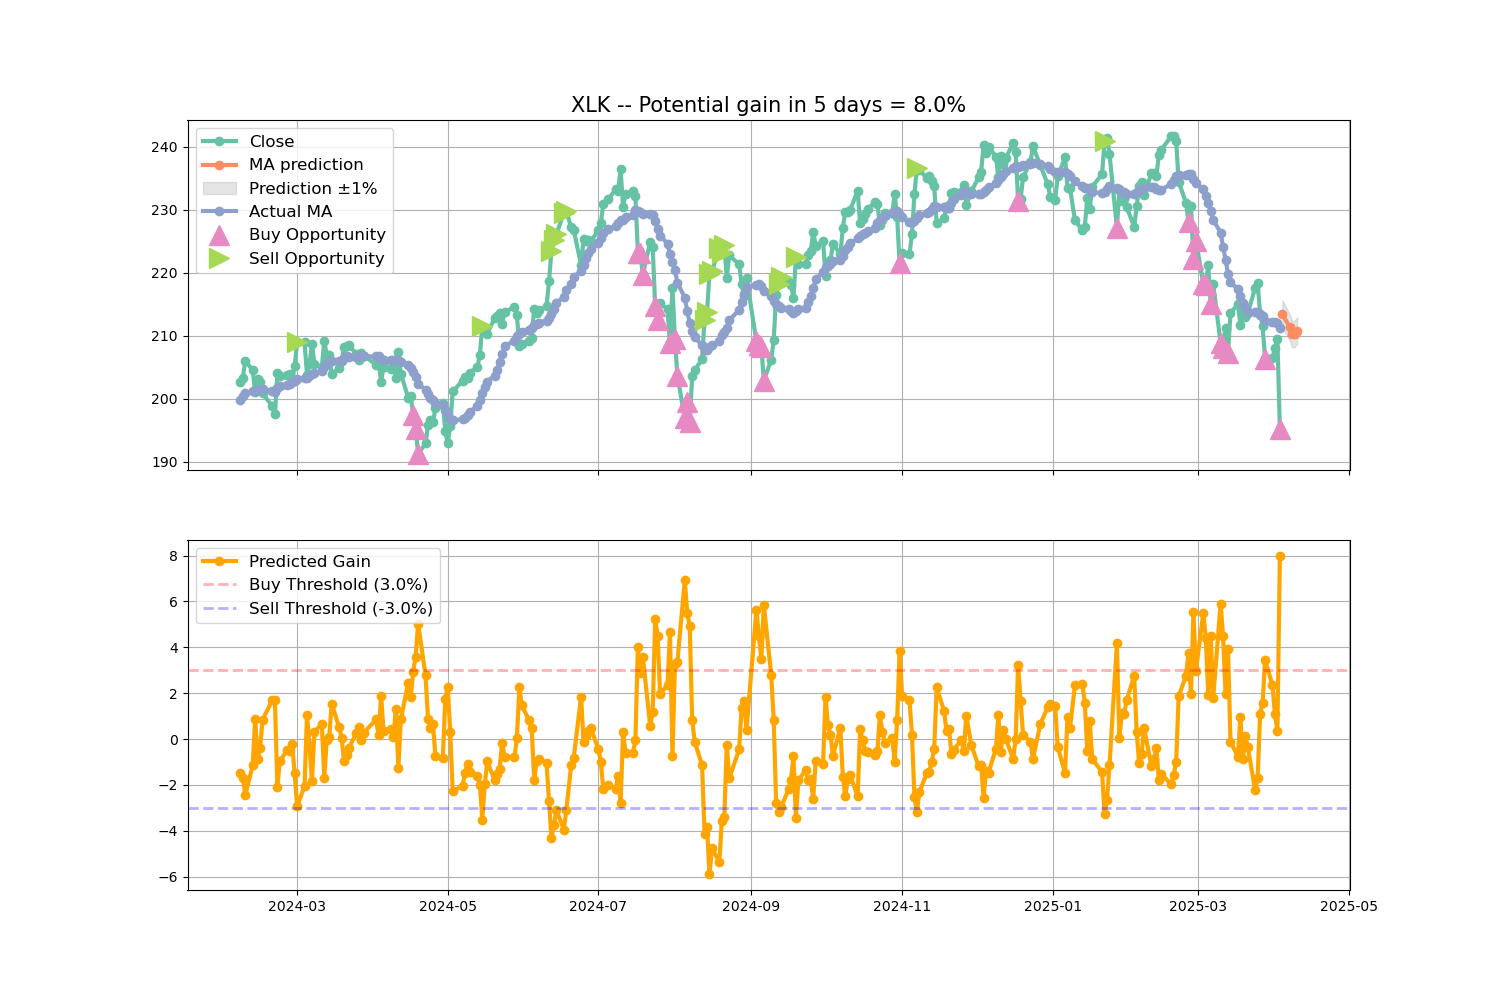 XLK -- Potential gain in 5 days = 8.0%
Close
MA prediction
Prediction ±1%
Actual MA
Buy Opportunity
Sell Opportunity
240
230
220
210
200
190
Predicted Gain
Buy Threshold (3.0%)
Sell Threshold (-3.0%)
8
6
4
2
0
−2
−4
−6
2024-03
2024-05
2024-07
2024-09
2024-11
2025-01
2025-03
2025-05